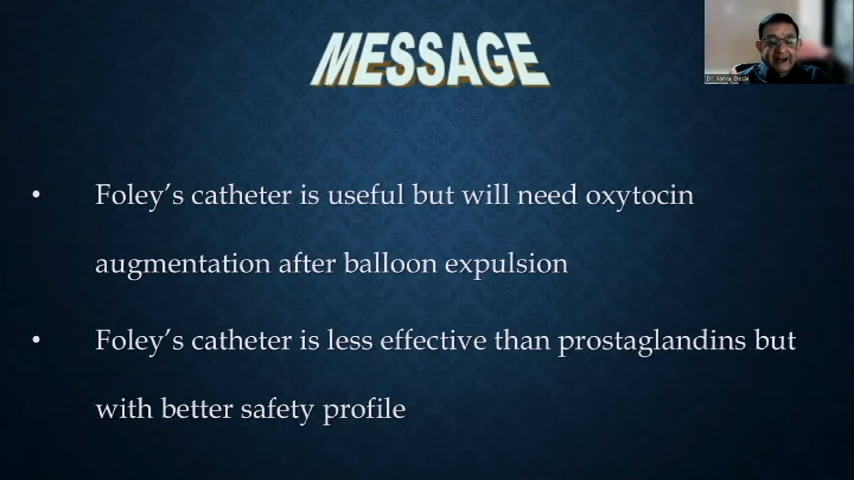 MESSAGE
• Foley’s catheter is useful but will need oxytocin
augmentation after balloon expulsion
• Foley’s catheter is less effective than prostaglandins but
with better safety profile